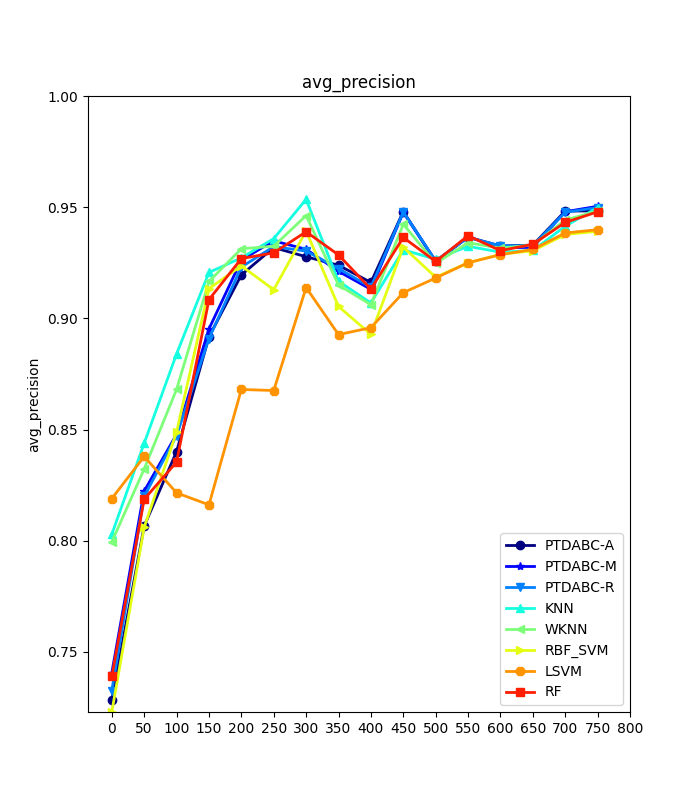 avg_precision
1.00
0.95
0.90
0.85
0.80
0.75
avg_precision
PTDABC-A
PTDABC-M
PTDABC-R
KNN
WKNN
RBF_SVM
LSVM
RF
0 50 100 150 200 250 300 350 400 450 500 550 600 650 700 750 800